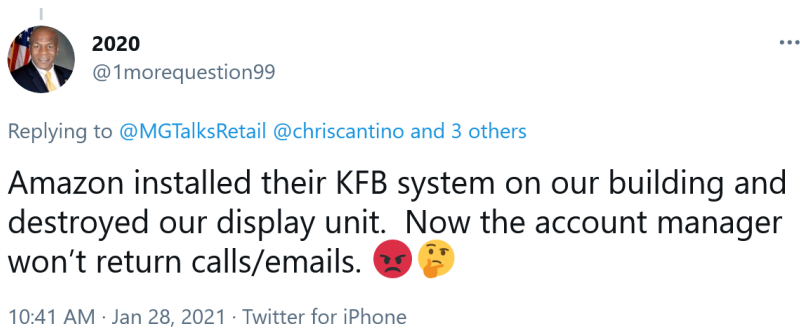 2020
@1morequestion99
Replying to @MGTalksRetail @chriscantino and 3 others
Amazon installed their KFB system on our building and
destroyed our display unit.  Now the account manager
won’t return calls/emails. 😡🤔
10:41 AM · Jan 28, 2021 · Twitter for iPhone